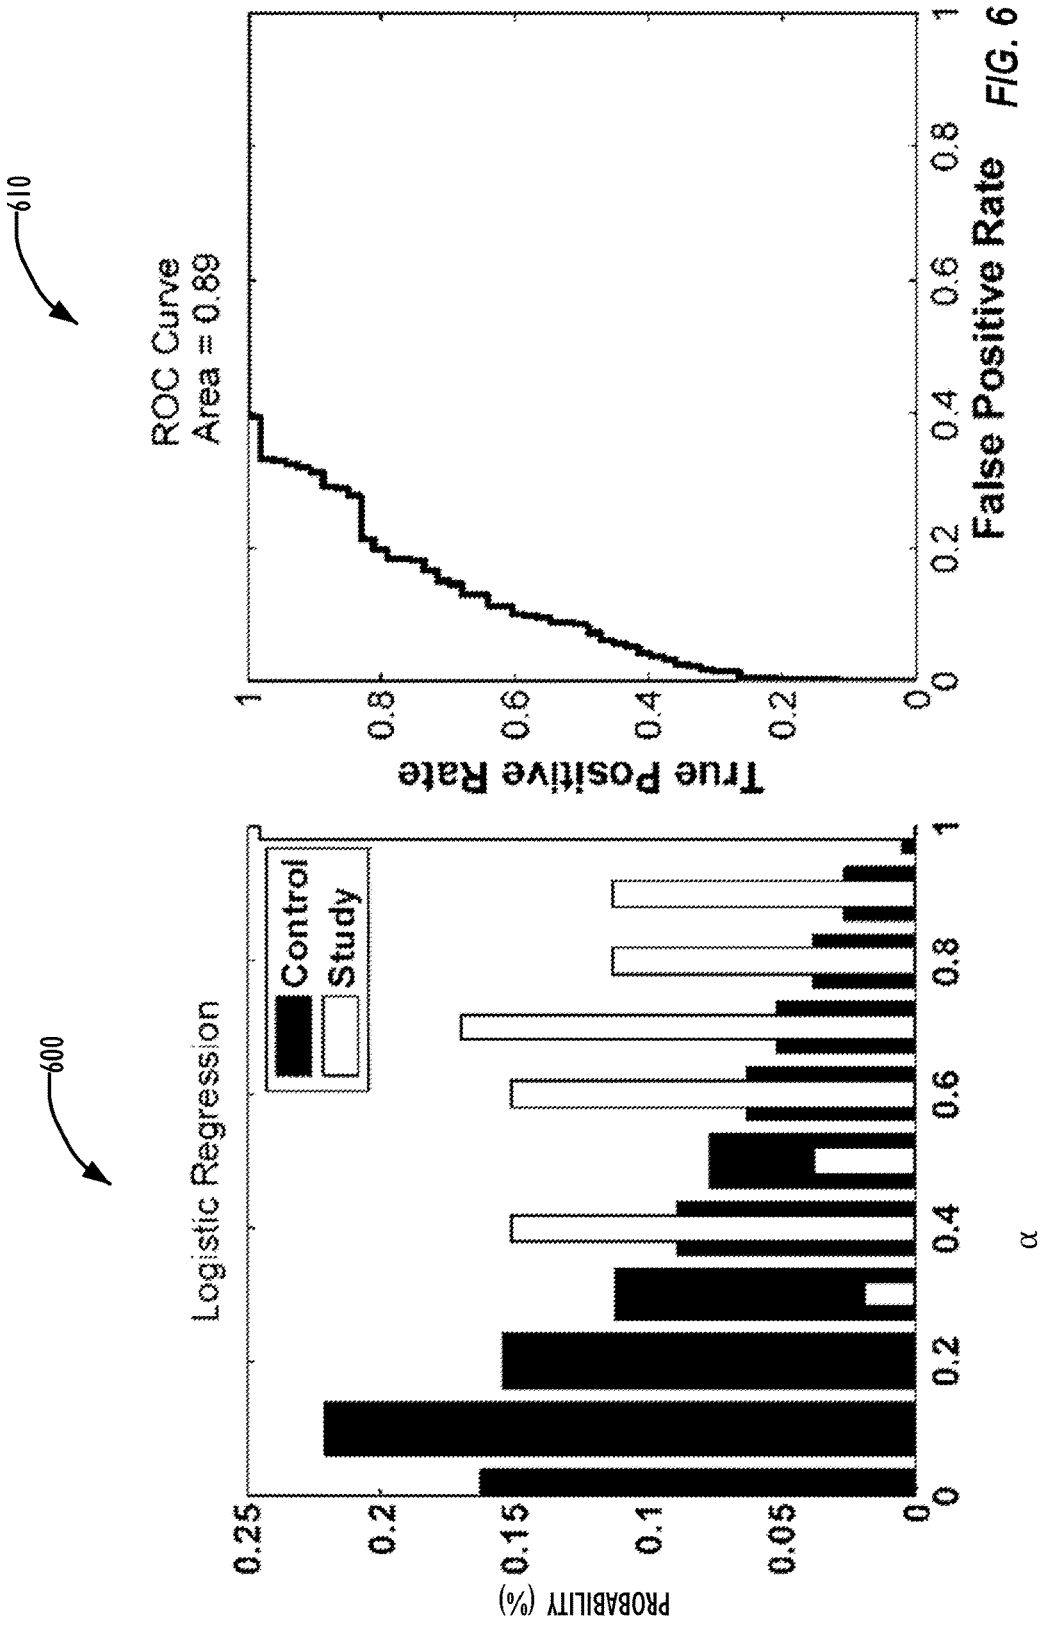 600
Logistic Regression
Control
Study
0.25
0.2
0.15
0.1
0.05
0
PROBABILITY (%)
0
0.2
0.4
0.6
0.8
1
α
610
ROC Curve
Area = 0.89
True Positive Rate
1
0.8
0.6
0.4
0.2
0
0
0.2
0.4
0.6
0.8
1
False Positive Rate
FIG. 6